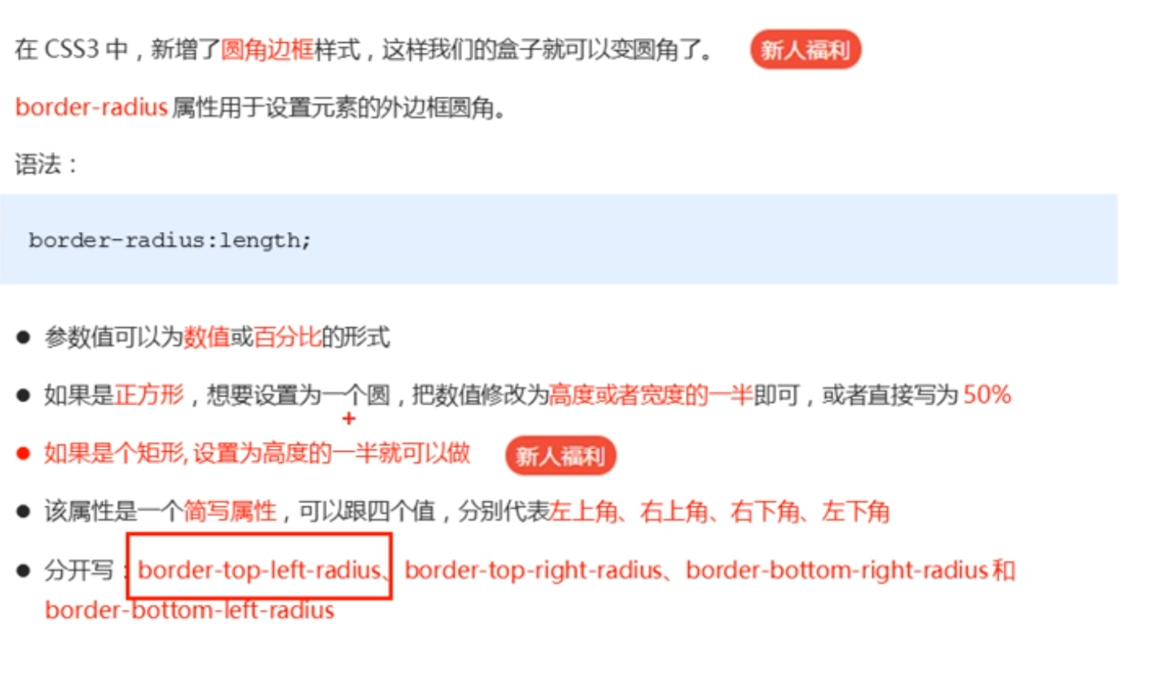 在 CSS3 中，新增了圆角边框样式，这样我们的盒子就可以变圆角了。 新人福利
border-radius 属性用于设置元素的外边框圆角。
语法：
border-radius:length;
● 参数值可以为数值或百分比的形式
● 如果是正方形，想要设置为一个圆，把数值修改为高度或者宽度的一半即可，或者直接写为 50%
● 如果是个矩形, 设置为高度的一半就可以做 新人福利
● 该属性是一个简写属性，可以跟四个值，分别代表左上角、右上角、右下角、左下角
● 分开写：border-top-left-radius、border-top-right-radius、border-bottom-right-radius 和
border-bottom-left-radius